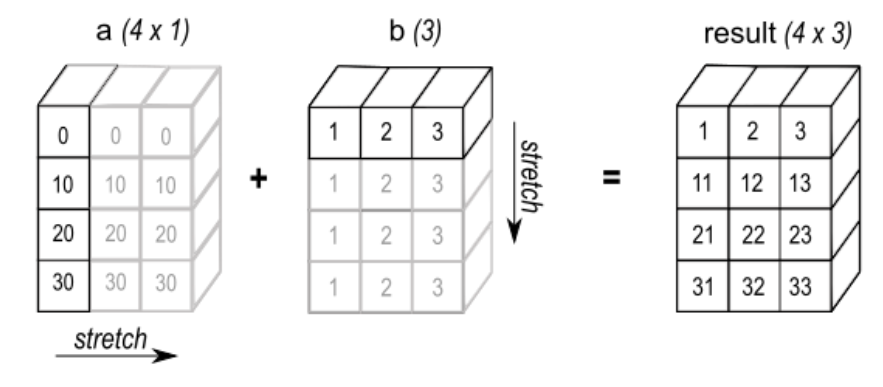 a (4 x 1)
b (3)
result (4 x 3)
0 0 0
10 10 10
20 20 20
30 30 30
stretch
+
1 2 3
1 2 3
1 2 3
1 2 3
stretch
=
1 2 3
11 12 13
21 22 23
31 32 33